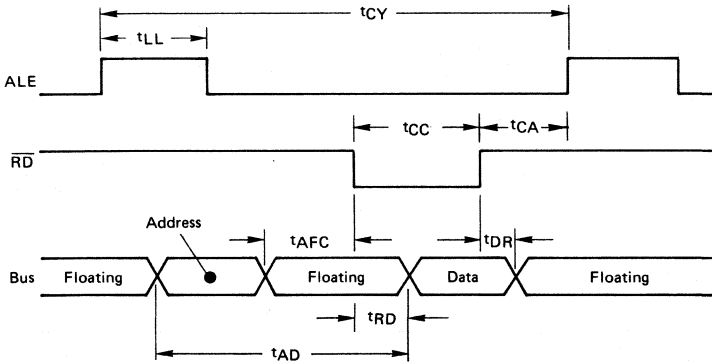 tCY
tLL
ALE
tCC
tCA
RD
Address
tAFC
tDR
Bus
Floating
Floating
Data
Floating
tRD
tAD